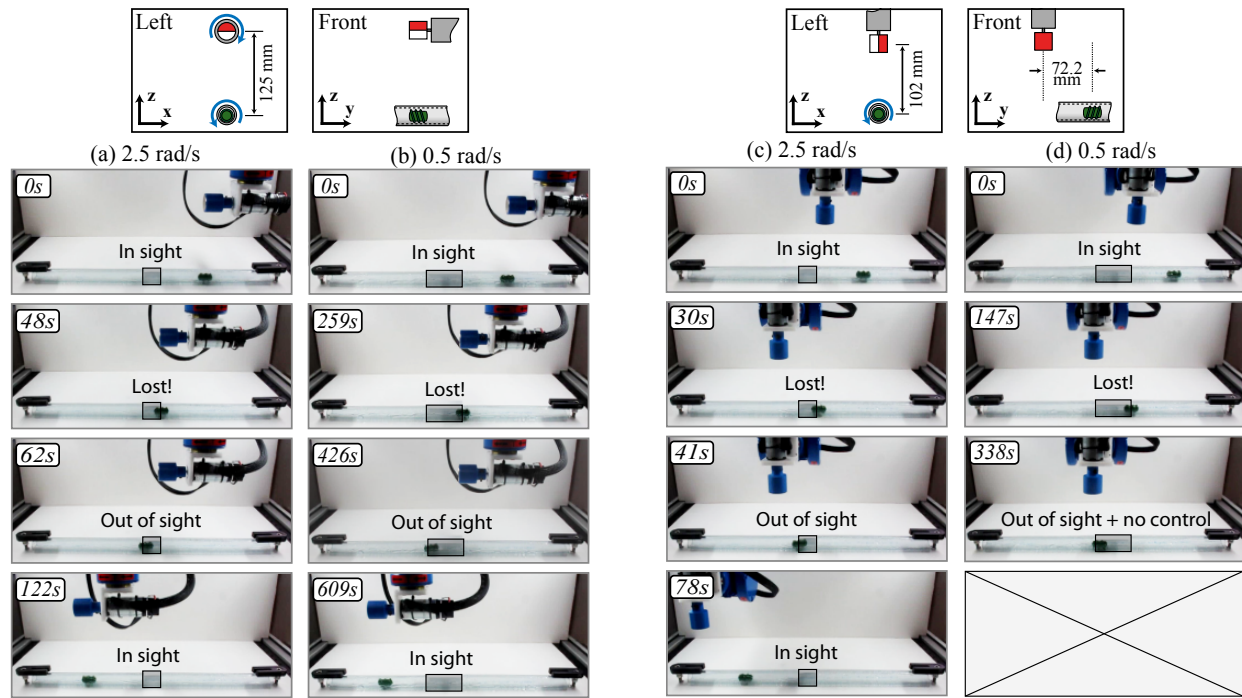 Left
125 mm
z
x
Front
z
y
Left
102 mm
z
x
Front
72.2
mm
z
y
(a) 2.5 rad/s
(b) 0.5 rad/s
(c) 2.5 rad/s
(d) 0.5 rad/s
0s
In sight
0s
In sight
0s
In sight
0s
In sight
48s
Lost!
259s
Lost!
30s
Lost!
147s
Lost!
62s
Out of sight
426s
Out of sight
41s
Out of sight
338s
Out of sight + no control
122s
In sight
609s
In sight
78s
In sight